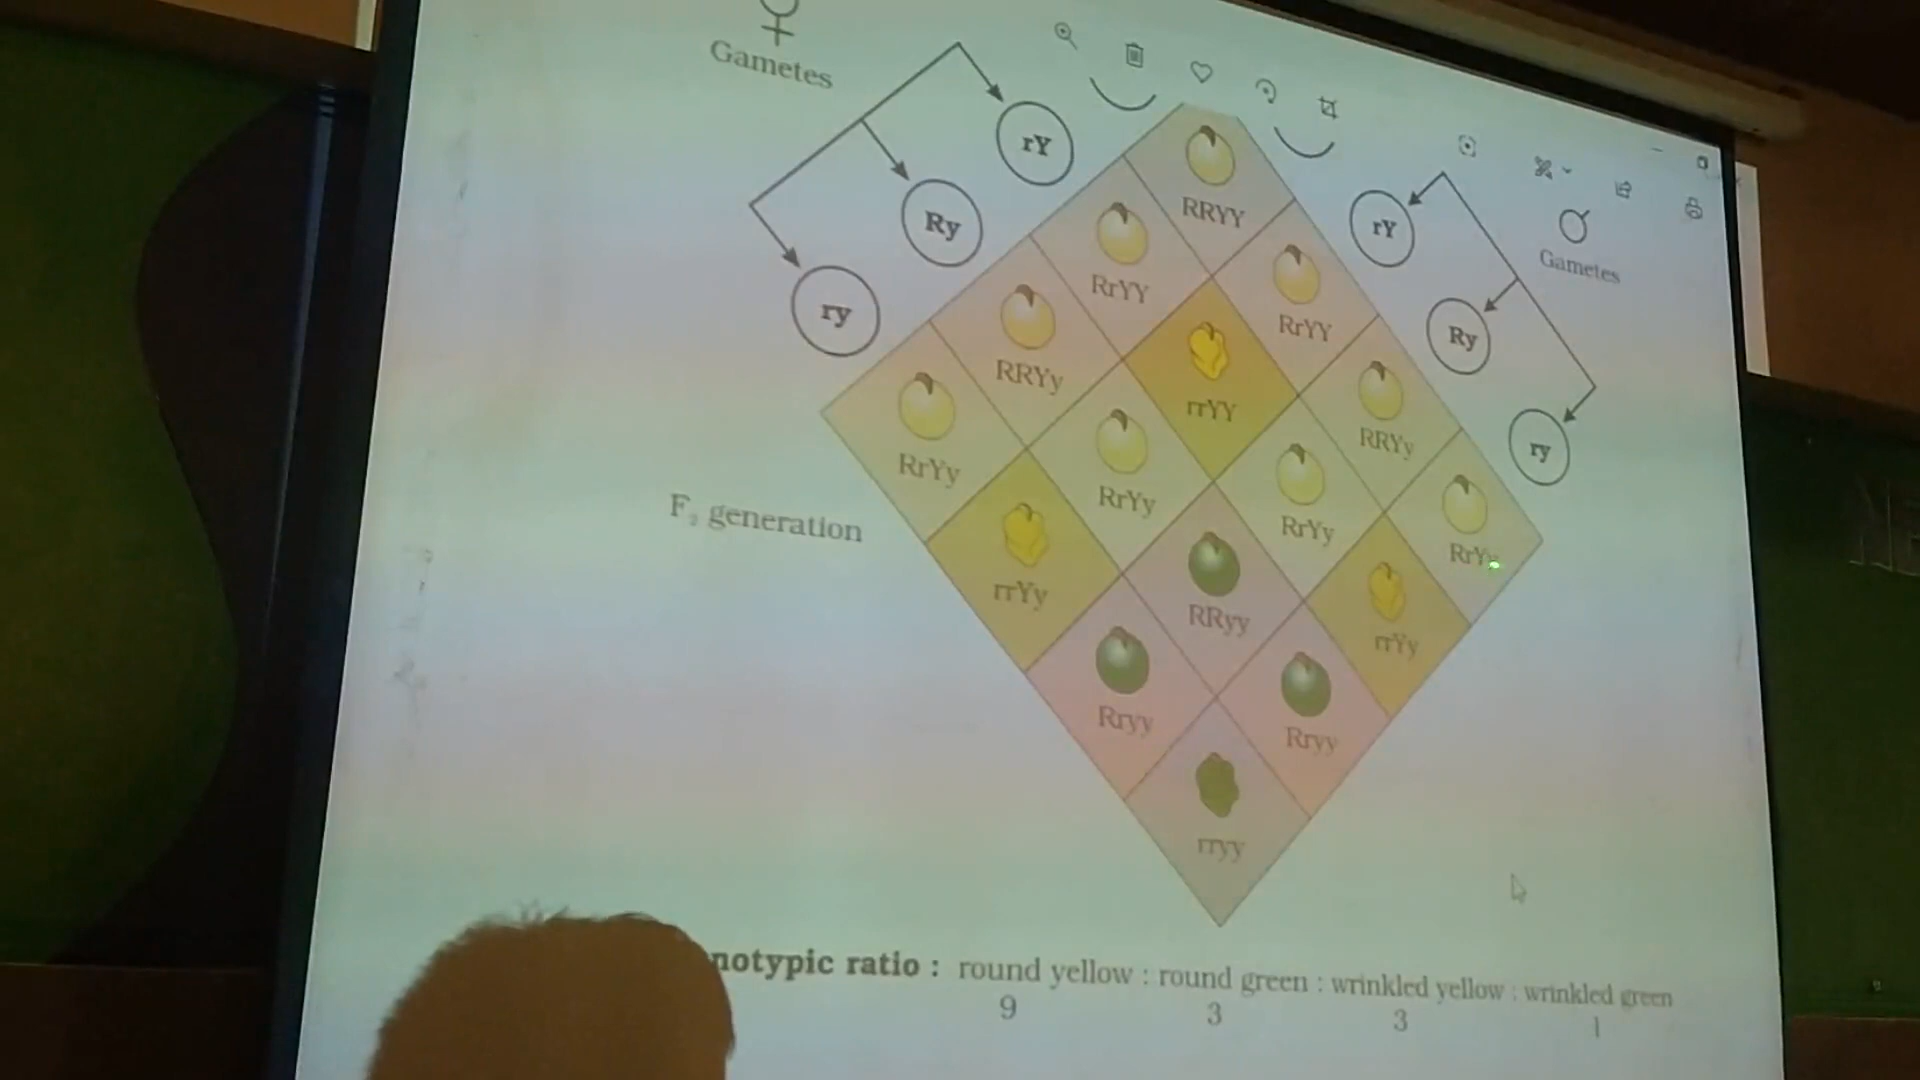 Gametes
rY
Ry
ry
rY
Gametes
Ry
ry
RRYY
RrYY
RrYY
RRYy
rrYY
RRYy
RrYy
RrYy
RrYy
RrY
rrYy
RRyy
rrYy
Rryy
Rryy
rryy
F₂ generation
notypic ratio : round yellow : round green : wrinkled yellow : wrinkled green
9 3 3 1